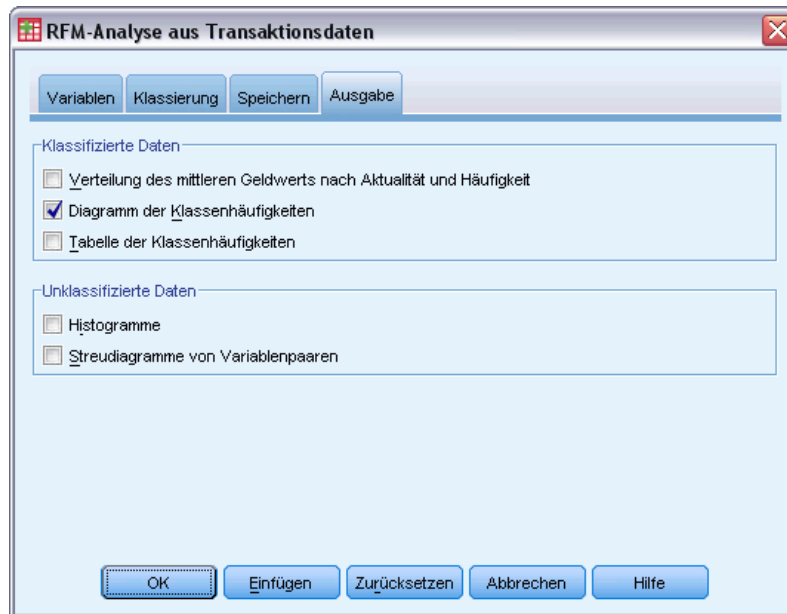 RFM-Analyse aus Transaktionsdaten
Variablen Klassierung Speichern Ausgabe
Klassifizierte Daten
Verteilung des mittleren Geldwerts nach Aktualität und Häufigkeit
Diagramm der Klassenhäufigkeiten
Tabelle der Klassenhäufigkeiten
Unklassifizierte Daten
Histogramme
Streudiagramme von Variablenpaaren
OK Einfügen Zurücksetzen Abbrechen Hilfe